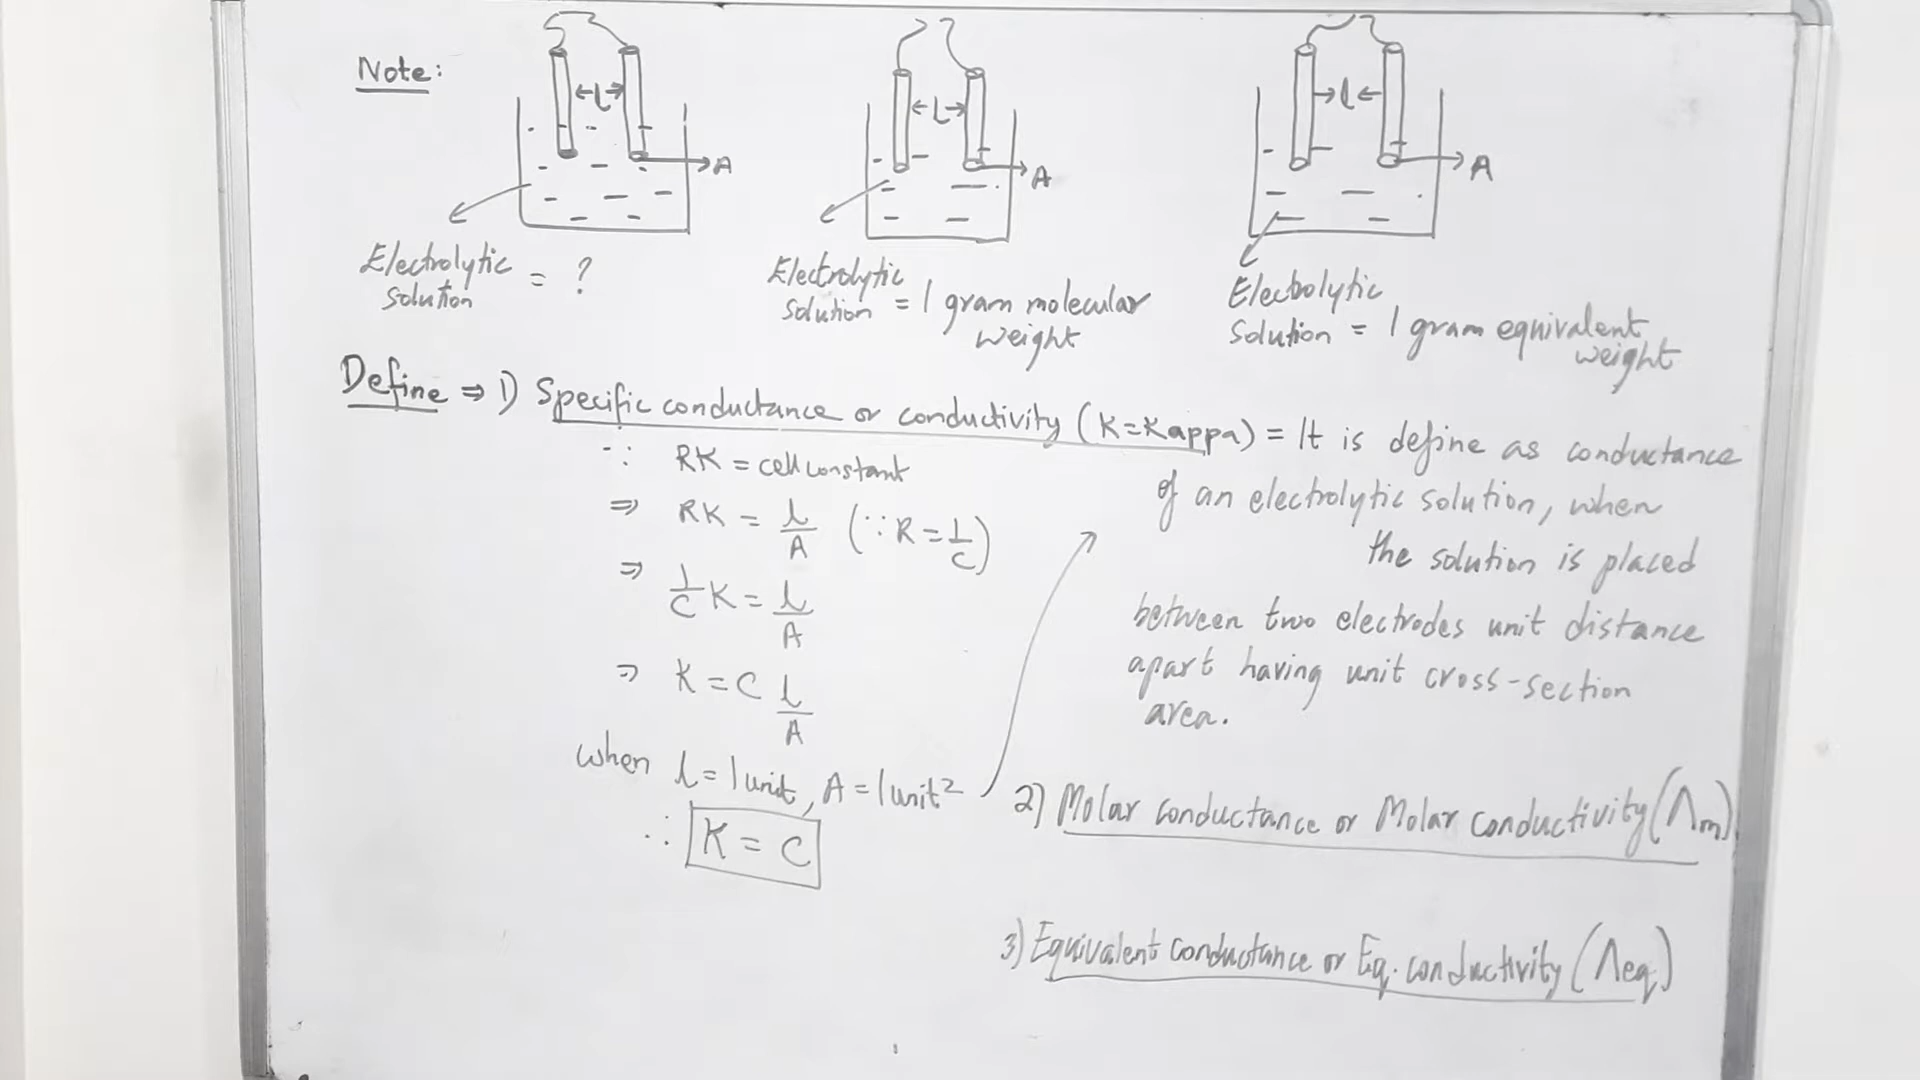 Note:
←l→
A
Electrolytic
solution = ?
←l→
A
Electrolytic
solution = 1 gram molecular
weight
→l←
A
Electrolytic
solution = 1 gram equivalent
weight
Define ⇒ 1) Specific conductance or conductivity (K=Kappa) = It is define as conductance
of an electrolytic solution, when
the solution is placed
between two electrodes unit distance
apart having unit cross-section
area.
∵ RK = cell constant
⇒ RK = l/A (∵ R = 1/C)
⇒ 1/C K = l/A
⇒ K = C l/A
when l = 1 unit, A = 1 unit²
∴ K = C
2) Molar conductance or Molar conductivity (Λm)
3) Equivalent conductance or Eq. conductivity (Λeq)